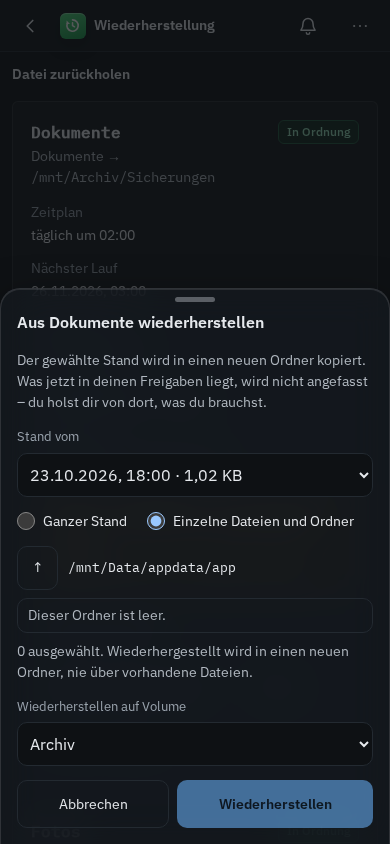 Wiederherstellung
Datei zurückholen
Dokumente
In Ordnung
Dokumente →
/mnt/Archiv/Sicherungen
Zeitplan
täglich um 02:00
Nächster Lauf
Aus Dokumente wiederherstellen
Der gewählte Stand wird in einen neuen Ordner kopiert.
Was jetzt in deinen Freigaben liegt, wird nicht angefasst
– du holst dir von dort, was du brauchst.
Stand vom
23.10.2026, 18:00 · 1,02 KB
Ganzer Stand
Einzelne Dateien und Ordner
↑
/mnt/Data/appdata/app
Dieser Ordner ist leer.
0 ausgewählt. Wiederhergestellt wird in einen neuen
Ordner, nie über vorhandene Dateien.
Wiederherstellen auf Volume
Archiv
Abbrechen
Wiederherstellen